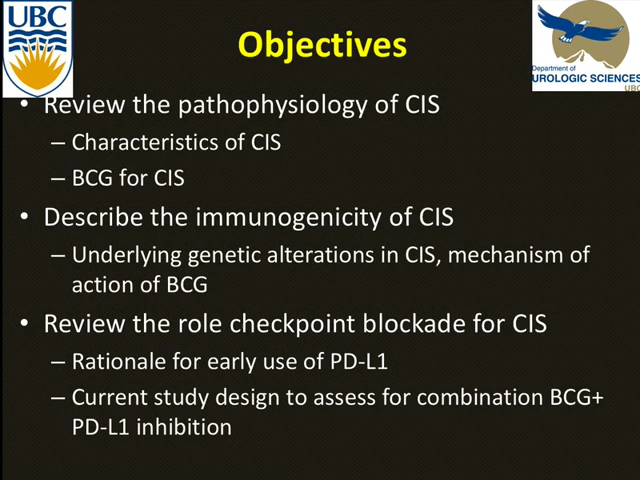 UBC
Objectives
Department of
UROLOGIC SCIENCES
UBC
• Review the pathophysiology of CIS
– Characteristics of CIS
– BCG for CIS
• Describe the immunogenicity of CIS
– Underlying genetic alterations in CIS, mechanism of
action of BCG
• Review the role checkpoint blockade for CIS
– Rationale for early use of PD-L1
– Current study design to assess for combination BCG+
PD-L1 inhibition